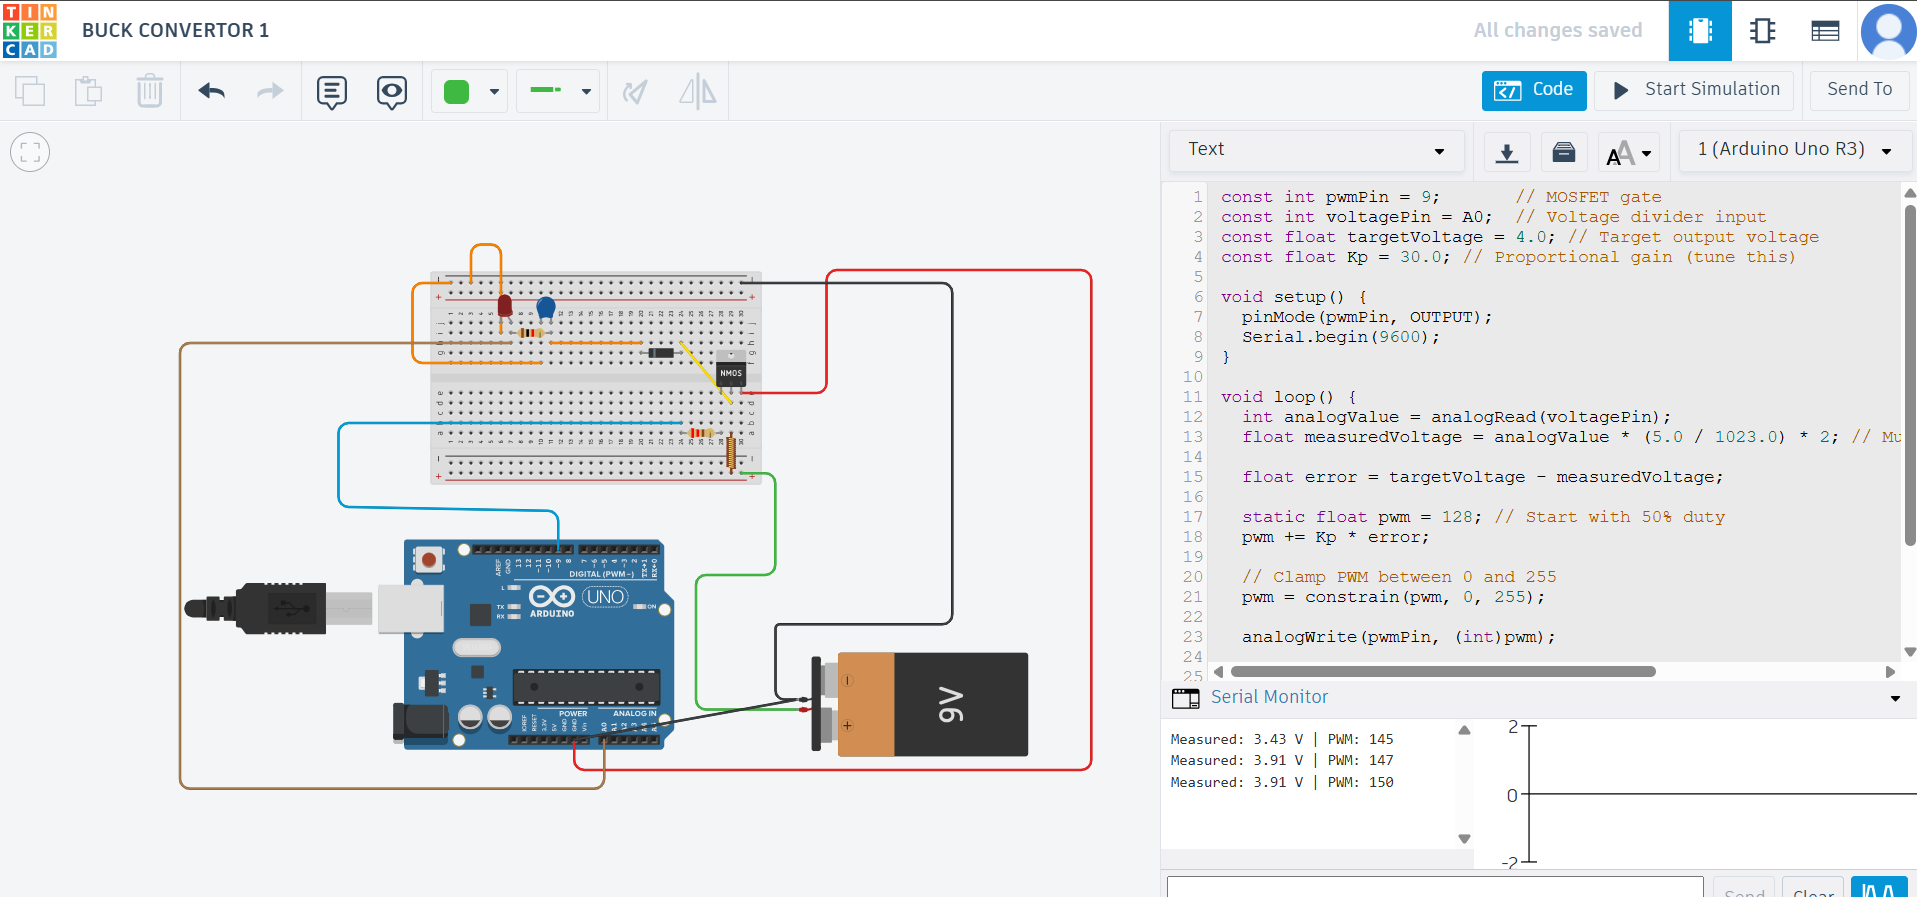 TINKERCAD
BUCK CONVERTOR 1
All changes saved
Code
Start Simulation
Send To
Text
1 (Arduino Uno R3)
1 const int pwmPin = 9; // MOSFET gate
2 const int voltagePin = A0; // Voltage divider input
3 const float targetVoltage = 4.0; // Target output voltage
4 const float Kp = 30.0; // Proportional gain (tune this)
5
6 void setup() {
7 pinMode(pwmPin, OUTPUT);
8 Serial.begin(9600);
9 }
10
11 void loop() {
12 int analogValue = analogRead(voltagePin);
13 float measuredVoltage = analogValue * (5.0 / 1023.0) * 2; // Mu
14
15 float error = targetVoltage - measuredVoltage;
16
17 static float pwm = 128; // Start with 50% duty
18 pwm += Kp * error;
19
20 // Clamp PWM between 0 and 255
21 pwm = constrain(pwm, 0, 255);
22
23 analogWrite(pwmPin, (int)pwm);
24
25
NMOS
DIGITAL (PWM~)
UNO
ARDUINO
TX
RX
ON
POWER
ANALOG IN
9V
Serial Monitor
Measured: 3.43 V | PWM: 145
Measured: 3.91 V | PWM: 147
Measured: 3.91 V | PWM: 150
2
0
-2
Send
Clear